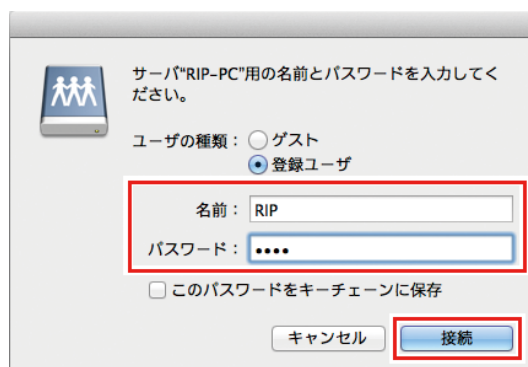 サーバ“RIP-PC”用の名前とパスワードを入力してく
ださい。
ユーザの種類： ゲスト
登録ユーザ
名前： RIP
パスワード： ••••
このパスワードをキーチェーンに保存
キャンセル 接続